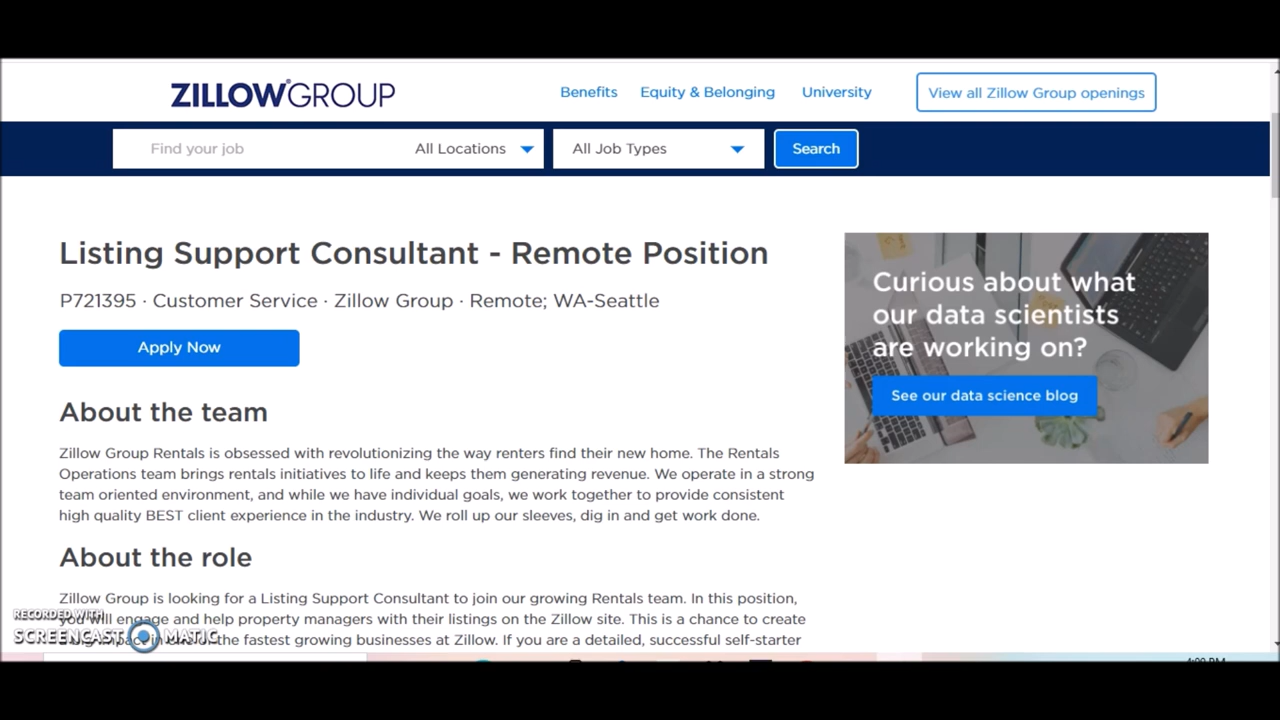 ZILLOW GROUP
Benefits
Equity & Belonging
University
View all Zillow Group openings
Find your job
All Locations
All Job Types
Search
Listing Support Consultant - Remote Position
P721395 · Customer Service · Zillow Group · Remote; WA-Seattle
Apply Now
Curious about what
our data scientists
are working on?
See our data science blog
About the team
Zillow Group Rentals is obsessed with revolutionizing the way renters find their new home. The Rentals
Operations team brings rentals initiatives to life and keeps them generating revenue. We operate in a strong
team oriented environment, and while we have individual goals, we work together to provide consistent
high quality BEST client experience in the industry. We roll up our sleeves, dig in and get work done.
About the role
Zillow Group is looking for a Listing Support Consultant to join our growing Rentals team. In this position,
you will engage and help property managers with their listings on the Zillow site. This is a chance to create
the fastest growing businesses at Zillow. If you are a detailed, successful self-starter
RECORDED WITH
SCREENCAST MATIC